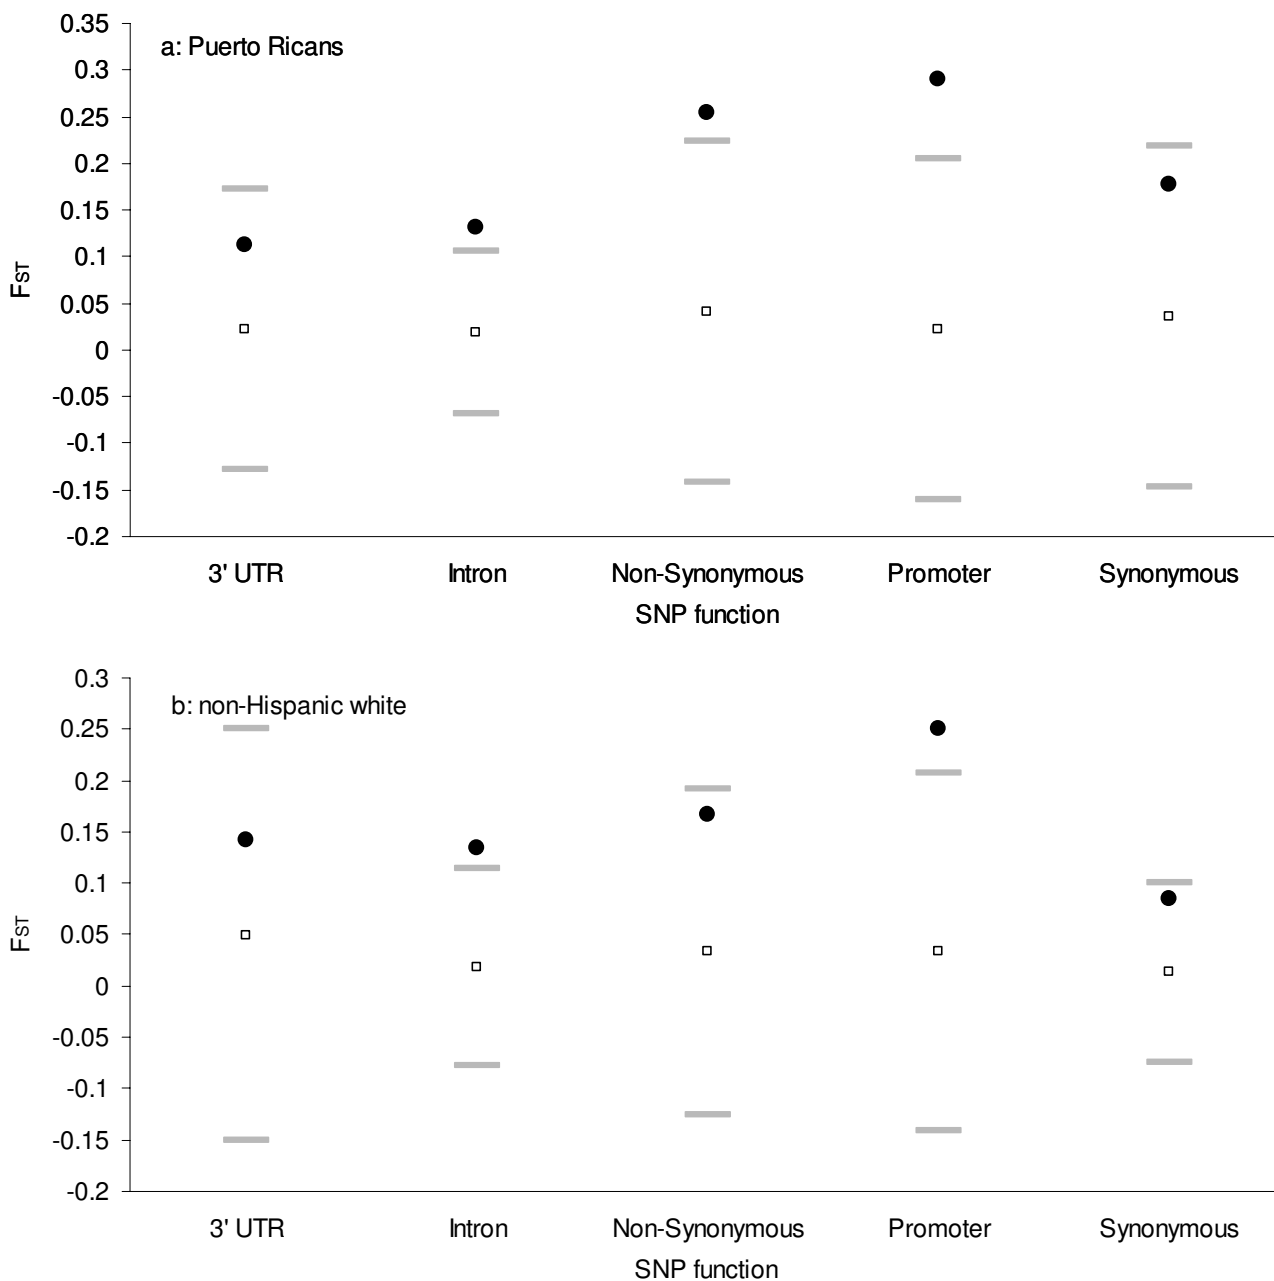 a: Puerto Ricans
0.35
0.3
0.25
0.2
0.15
0.1
0.05
0
-0.05
-0.1
-0.15
-0.2
FST
3' UTR Intron Non-Synonymous Promoter Synonymous
SNP function
b: non-Hispanic white
0.3
0.25
0.2
0.15
0.1
0.05
0
-0.05
-0.1
-0.15
-0.2
FST
3' UTR Intron Non-Synonymous Promoter Synonymous
SNP function